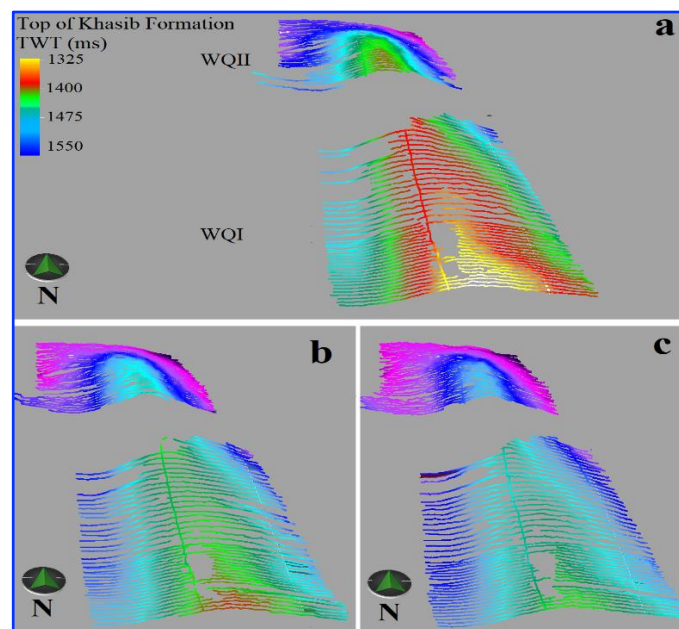 Top of Khasib Formation
TWT (ms)
a
1325
WQII
1400
1475
1550
WQI
N
b
c
N
N